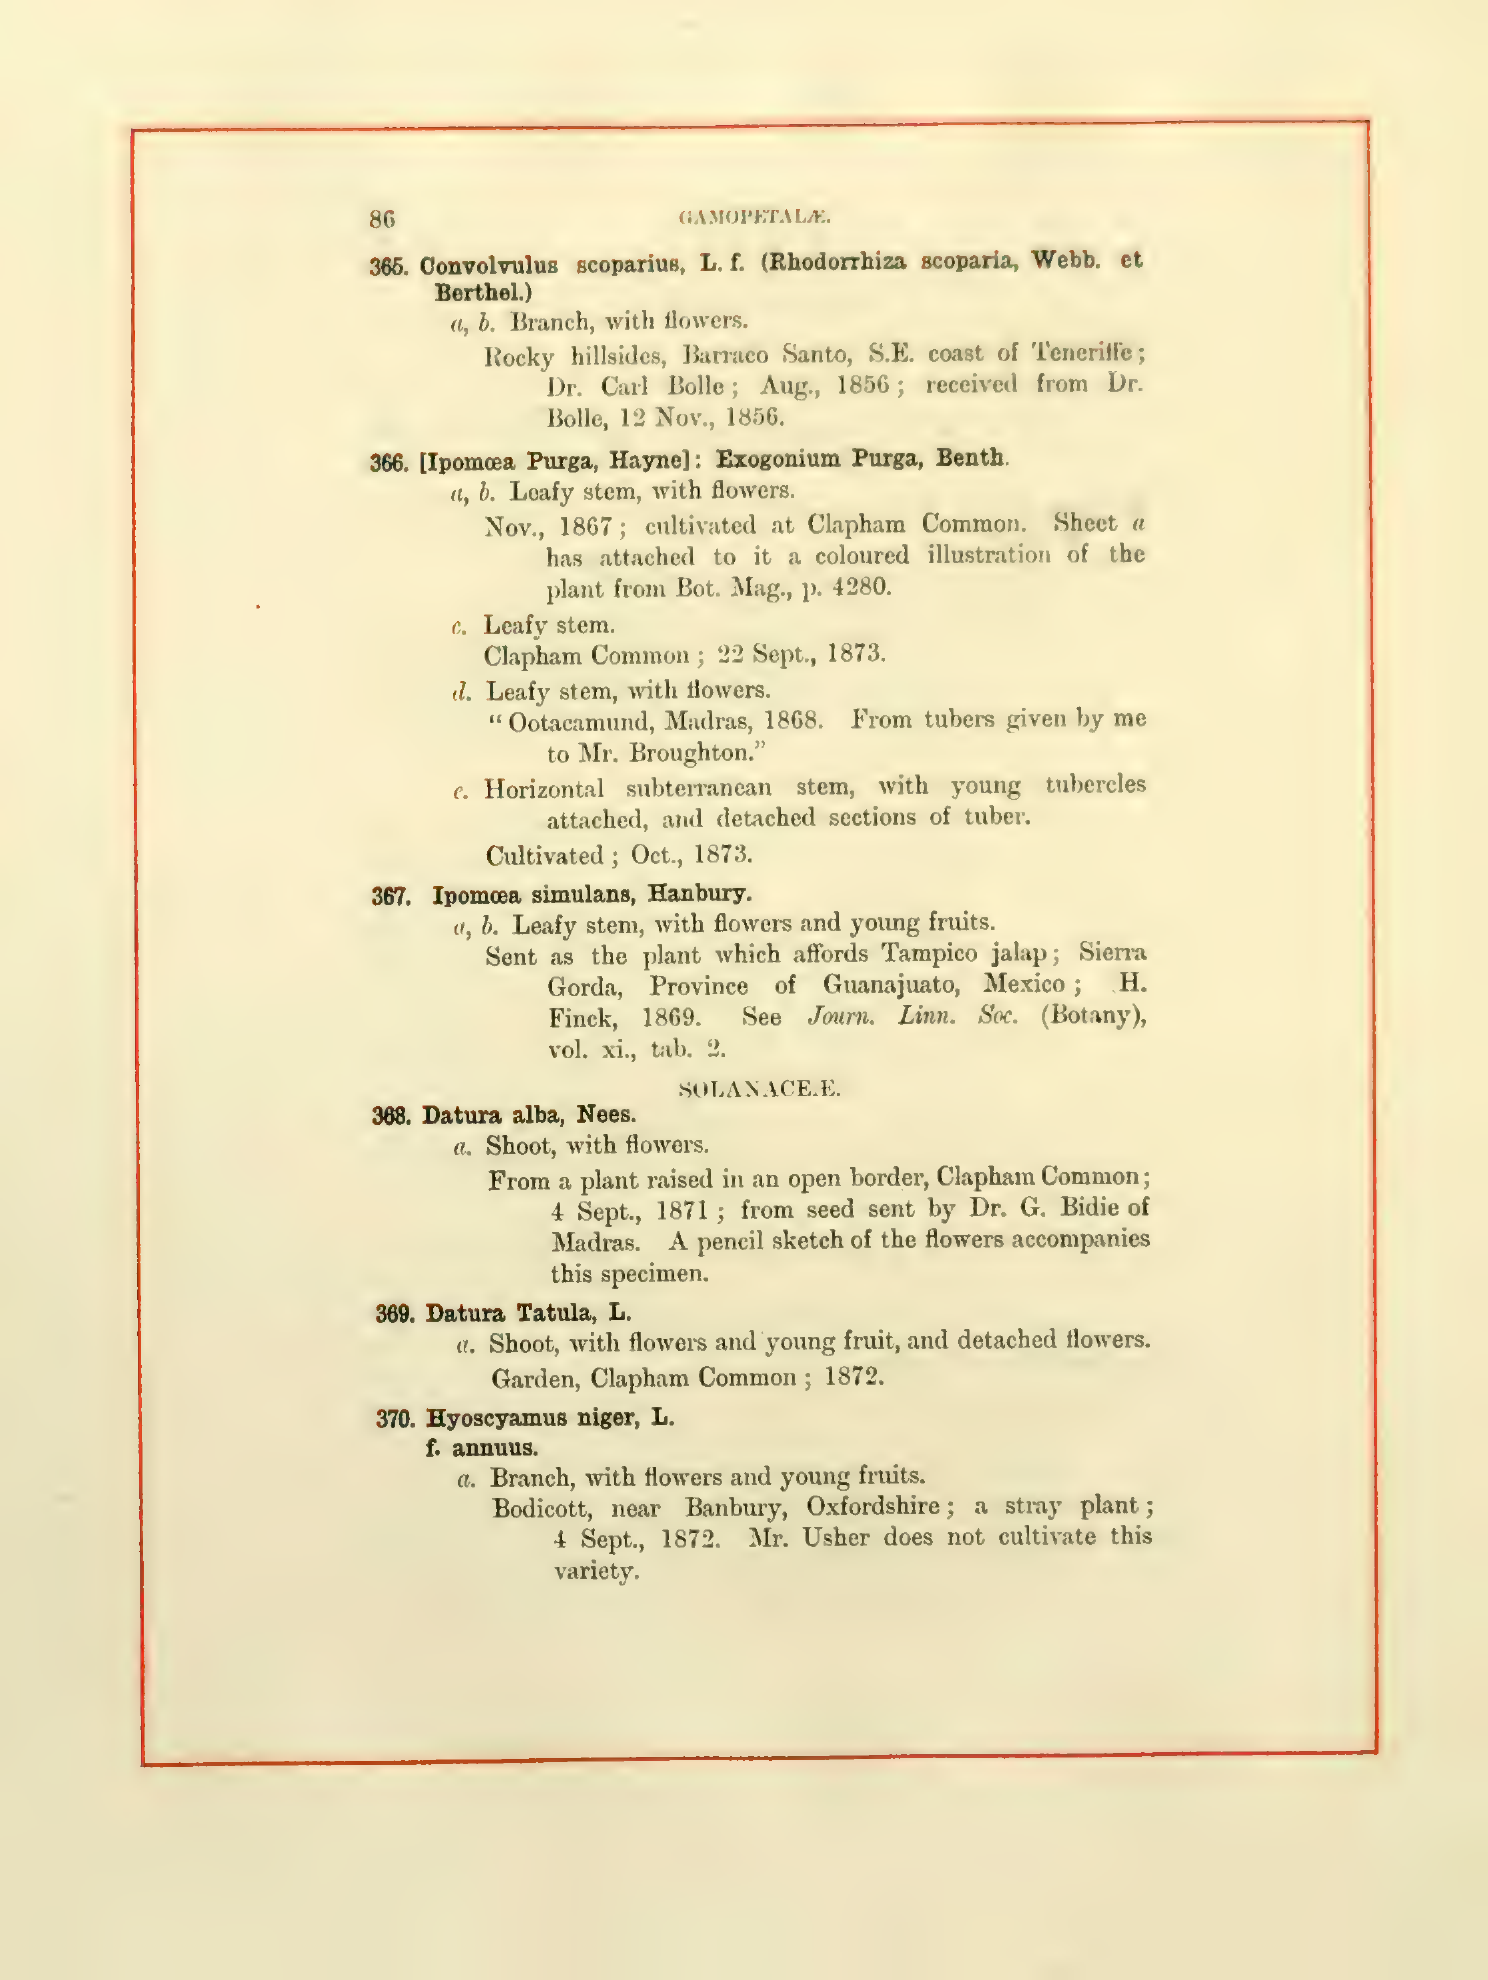 86
GAMOPETALÆ.
365. Convolvulus scoparius, L. f. (Rhodorrhiza scoparia, Webb. et
Berthel.)
a, b. Branch, with flowers.
Rocky hillsides, Barraco Santo, S.E. coast of Teneriffe;
Dr. Carl Bolle; Aug., 1856; received from Dr.
Bolle, 12 Nov., 1856.
366. [Ipomœa Purga, Hayne]: Exogonium Purga, Benth.
a, b. Leafy stem, with flowers.
Nov., 1867; cultivated at Clapham Common. Sheet a
has attached to it a coloured illustration of the
plant from Bot. Mag., p. 4280.
c. Leafy stem.
Clapham Common; 22 Sept., 1873.
d. Leafy stem, with flowers.
"Ootacamund, Madras, 1868. From tubers given by me
to Mr. Broughton."
e. Horizontal subterranean stem, with young tubercles
attached, and detached sections of tuber.
Cultivated; Oct., 1873.
367. Ipomœa simulans, Hanbury.
a, b. Leafy stem, with flowers and young fruits.
Sent as the plant which affords Tampico jalap; Sierra
Gorda, Province of Guanajuato, Mexico; H.
Finck, 1869. See Journ. Linn. Soc. (Botany),
vol. xi., tab. 2.
SOLANACEÆ.
368. Datura alba, Nees.
a. Shoot, with flowers.
From a plant raised in an open border, Clapham Common;
4 Sept., 1871; from seed sent by Dr. G. Bidie of
Madras. A pencil sketch of the flowers accompanies
this specimen.
369. Datura Tatula, L.
a. Shoot, with flowers and young fruit, and detached flowers.
Garden, Clapham Common; 1872.
370. Hyoscyamus niger, L.
f. annuus.
a. Branch, with flowers and young fruits.
Bodicott, near Banbury, Oxfordshire; a stray plant;
4 Sept., 1872. Mr. Usher does not cultivate this
variety.